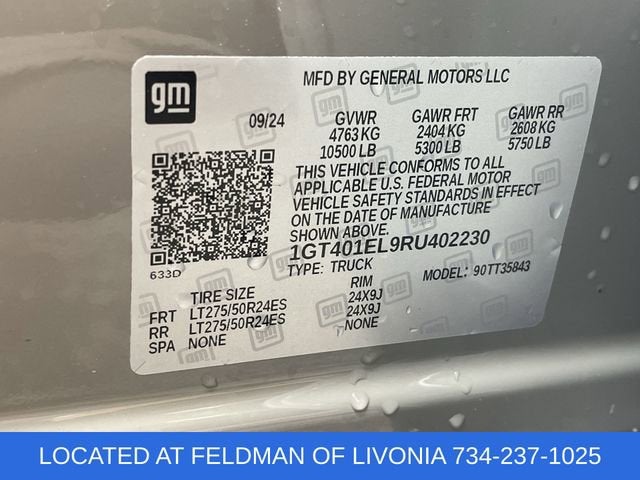 gm
MFD BY GENERAL MOTORS LLC
09/24
GVWR GAWR FRT GAWR RR
4763 KG 2404 KG 2608 KG
10500 LB 5300 LB 5750 LB
THIS VEHICLE CONFORMS TO ALL
APPLICABLE U.S. FEDERAL MOTOR
VEHICLE SAFETY STANDARDS IN EFFECT
ON THE DATE OF MANUFACTURE
SHOWN ABOVE.
1GT401EL9RU402230
633D
TYPE: TRUCK MODEL: 90TT35843
TIRE SIZE RIM
FRT LT275/50R24ES 24X9J
RR LT275/50R24ES 24X9J
SPA NONE NONE
LOCATED AT FELDMAN OF LIVONIA 734-237-1025